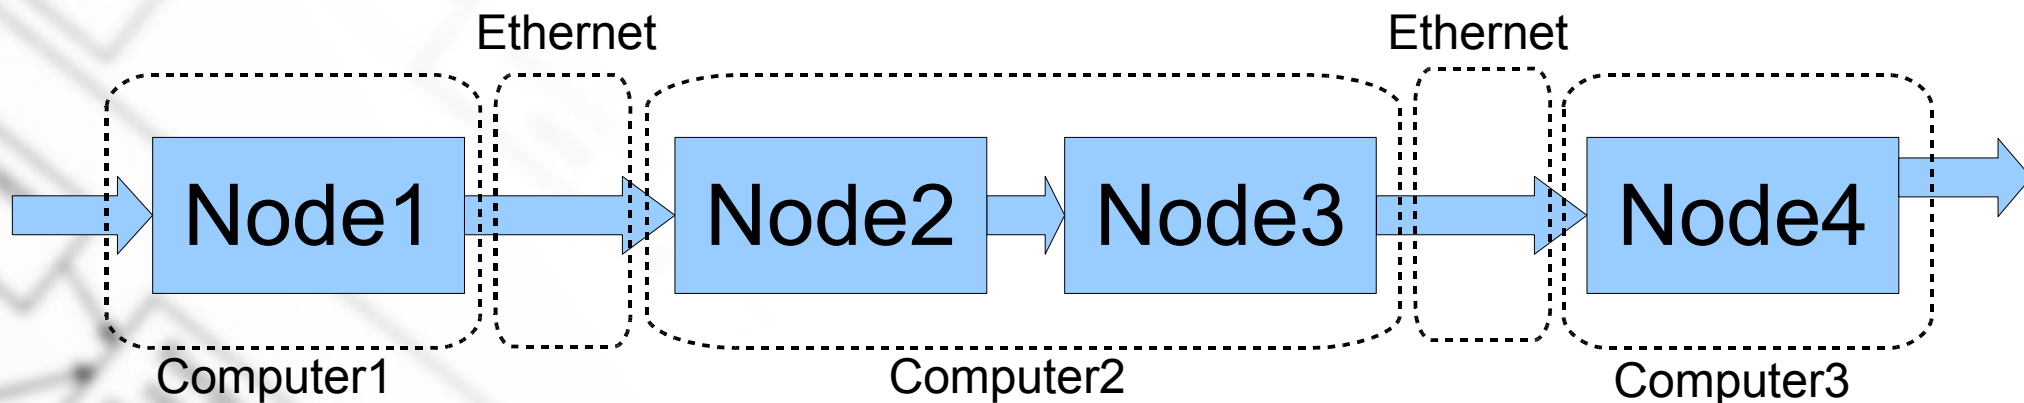 Ethernet
Ethernet
Node1
Node2
Node3
Node4
Computer1
Computer2
Computer3